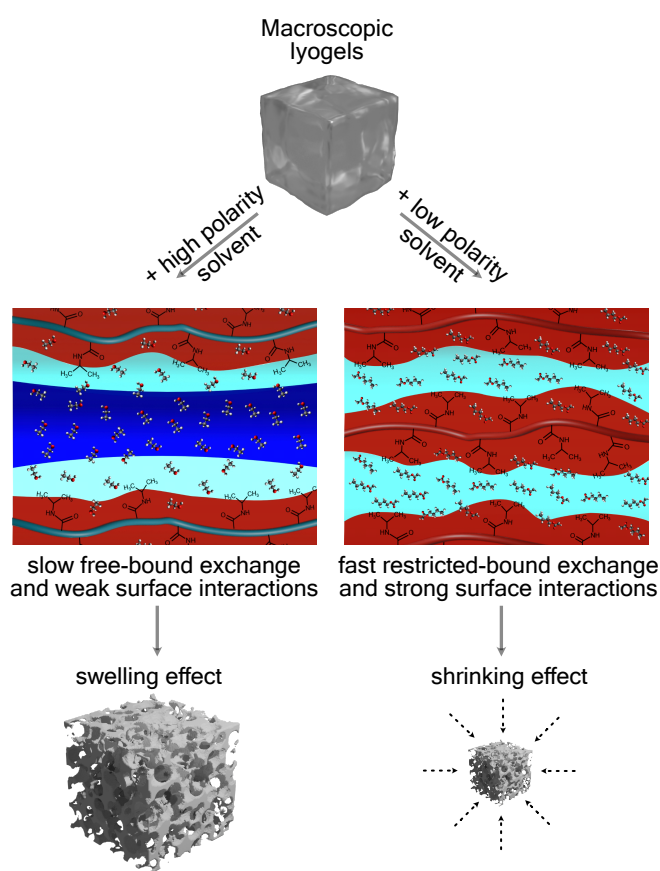 Macroscopic
lyogels
+ high polarity
solvent
+ low polarity
solvent
slow free-bound exchange
and weak surface interactions
fast restricted-bound exchange
and strong surface interactions
swelling effect
shrinking effect